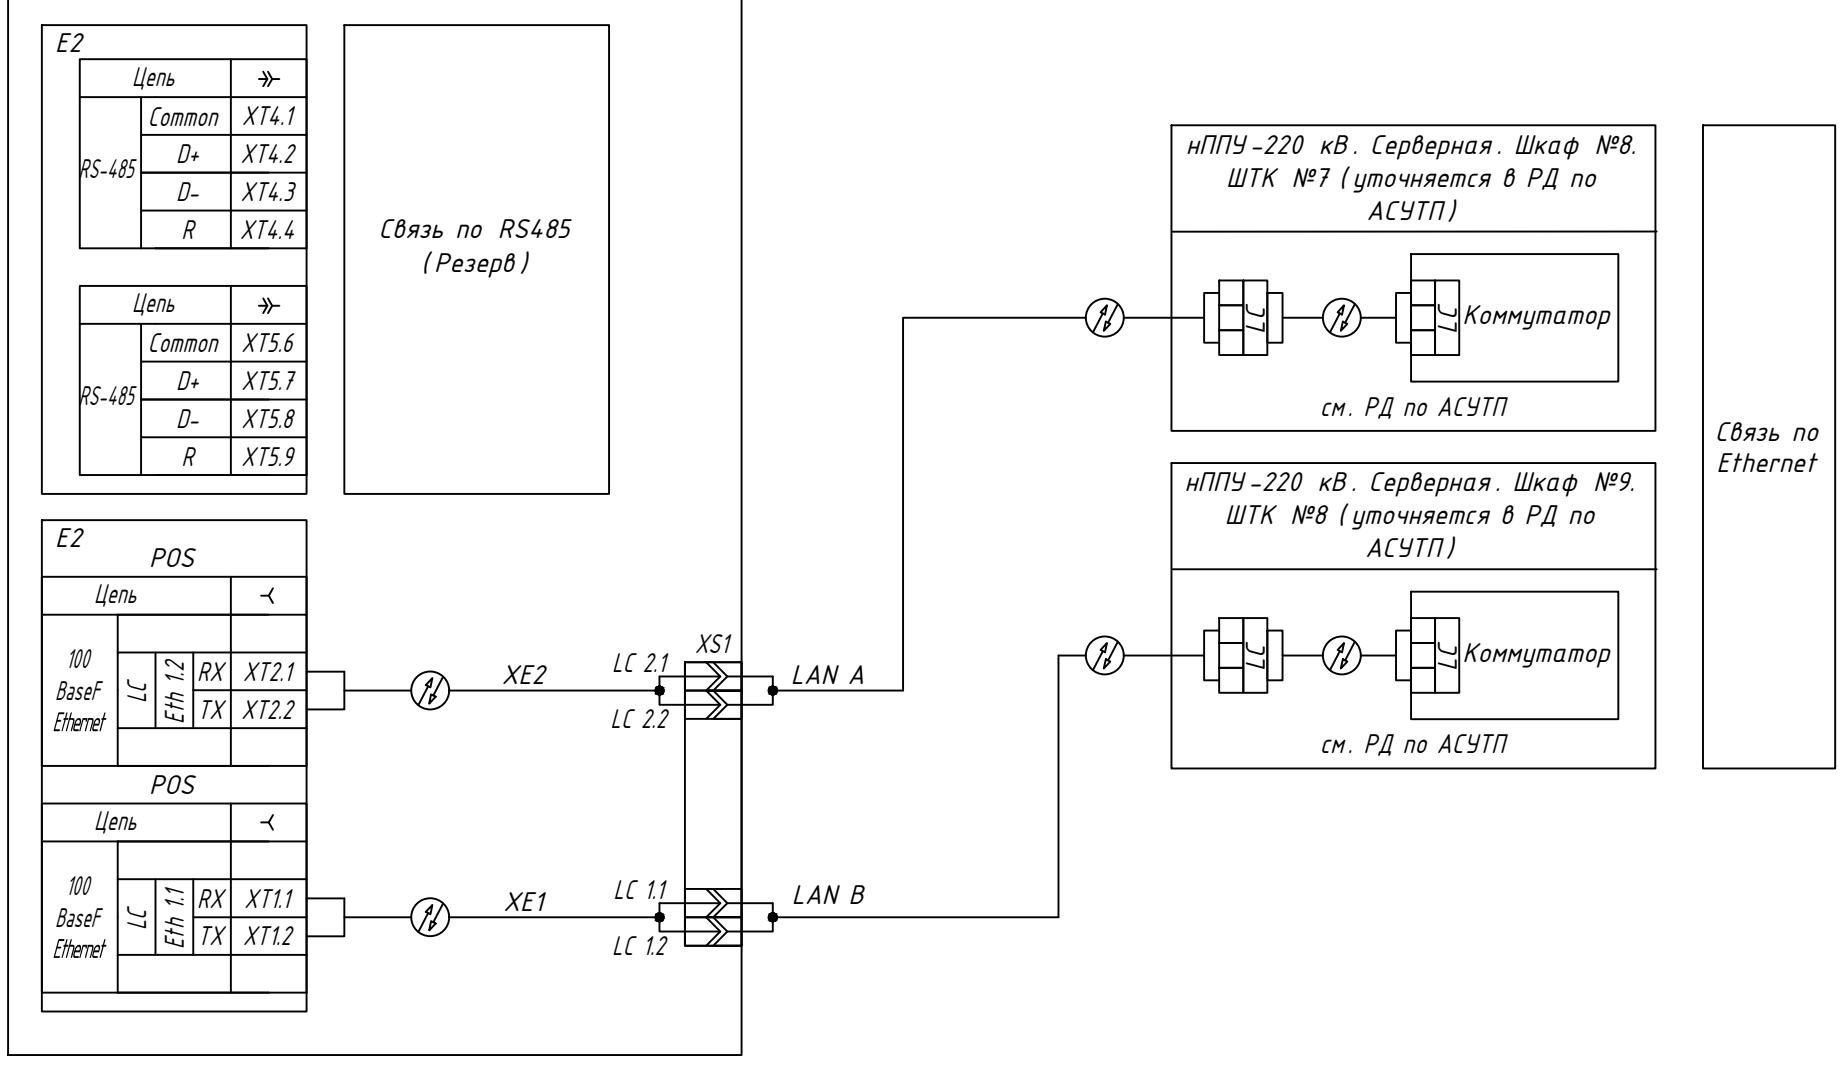 E2
Цепь
RS-485
Common XT4.1
D+ XT4.2
D- XT4.3
R XT4.4
Цепь
RS-485
Common XT5.6
D+ XT5.7
D- XT5.8
R XT5.9
Связь по RS485
(Резерв)
E2
POS
Цепь
100
BaseF
Ethernet
LC
Eth 1.2
RX XT2.1
TX XT2.2
POS
Цепь
100
BaseF
Ethernet
LC
Eth 1.1
RX XT1.1
TX XT1.2
XE2
XE1
XS1
LC 2.1
LC 2.2
LC 1.1
LC 1.2
LAN A
LAN B
нППУ-220 кВ. Серверная. Шкаф №8.
ШТК №7 (уточняется в РД по
АСУТП)
LC
LC
Коммутатор
см. РД по АСУТП
нППУ-220 кВ. Серверная. Шкаф №9.
ШТК №8 (уточняется в РД по
АСУТП)
LC
LC
Коммутатор
см. РД по АСУТП
Связь по
Ethernet